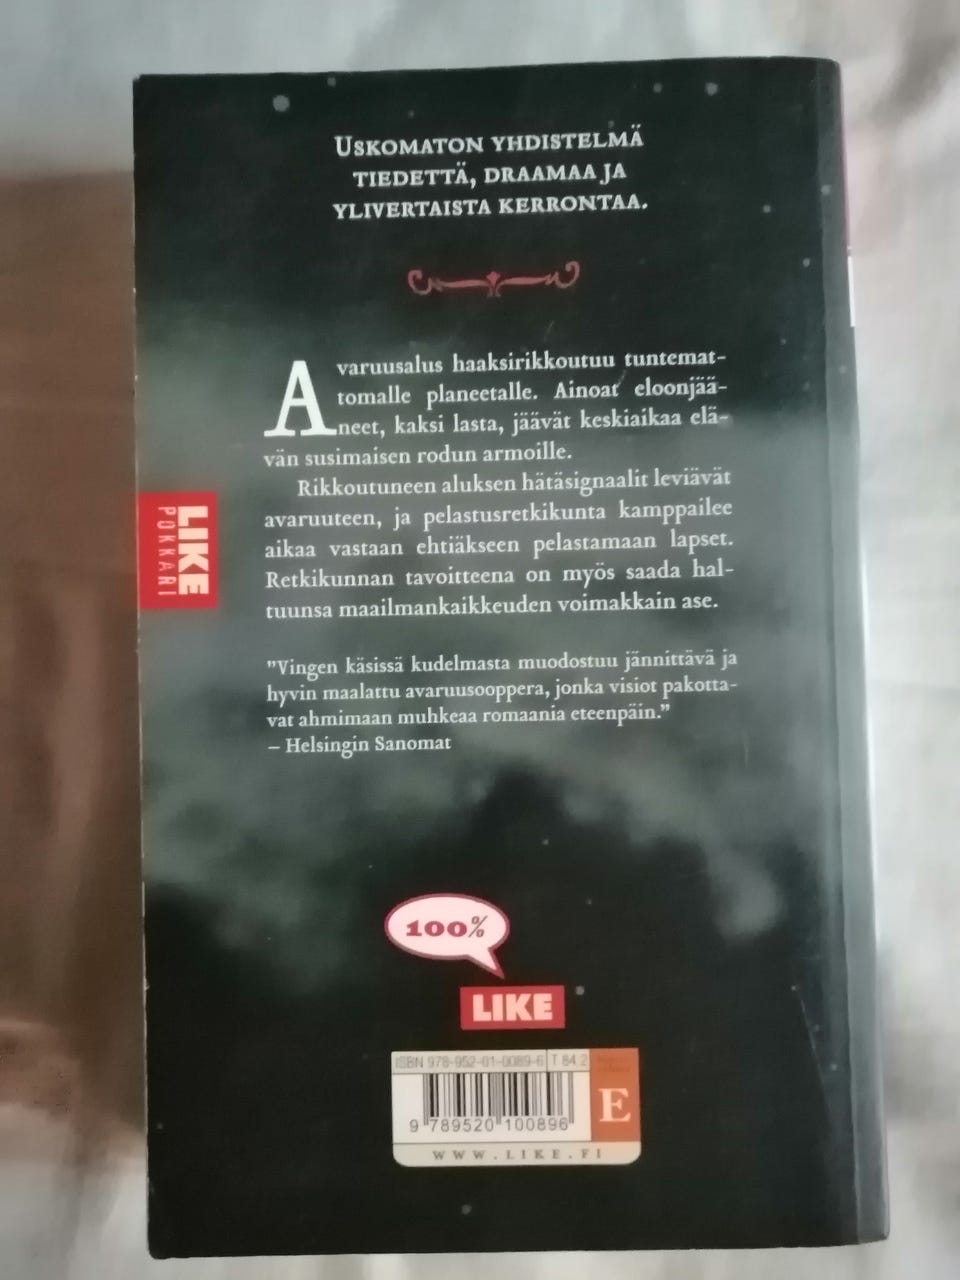 USKOMATON YHDISTELMÄ
TIEDETTÄ, DRAAMAA JA
YLIVERTAISTA KERRONTAA.
Avaruusalus haaksirikkoutuu tuntemat-
tomalle planeetalle. Ainoat eloonjää-
neet, kaksi lasta, jäävät keskiaikaa elä-
vän susimaisen rodun armoille.
Rikkoutuneen aluksen hätäsignaalit leviävät
avaruuteen, ja pelastusretkikunta kamppailee
aikaa vastaan ehtiäkseen pelastamaan lapset.
Retkikunnan tavoitteena on myös saada hal-
tuunsa maailmankaikkeuden voimakkain ase.
"Vingen käsissä kudelmasta muodostuu jännittävä ja
hyvin maalattu avaruusooppera, jonka visiot pakotta-
vat ahmimaan muhkeaa romaania eteenpäin."
– Helsingin Sanomat
LIKE
POKKARI
100%
LIKE
ISBN 978-952-01-0089-6 T 84.2
E
9 789520 100896
WWW.LIKE.FI